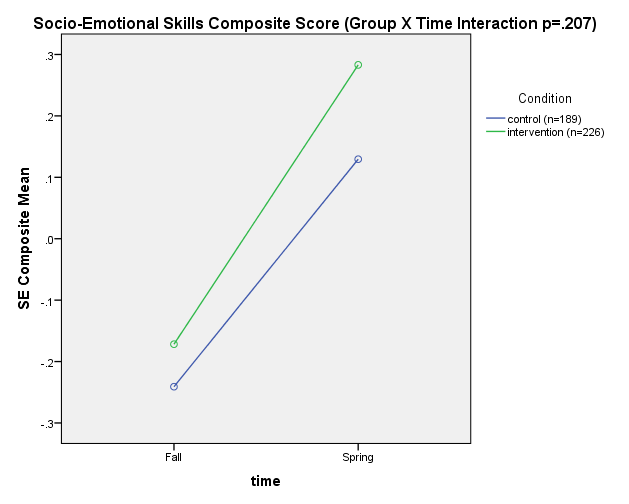 Socio-Emotional Skills Composite Score (Group X Time Interaction p=.207)
SE Composite Mean
.3
.2
.1
.0
-.1
-.2
-.3
Fall
Spring
time
Condition
control (n=189)
intervention (n=226)